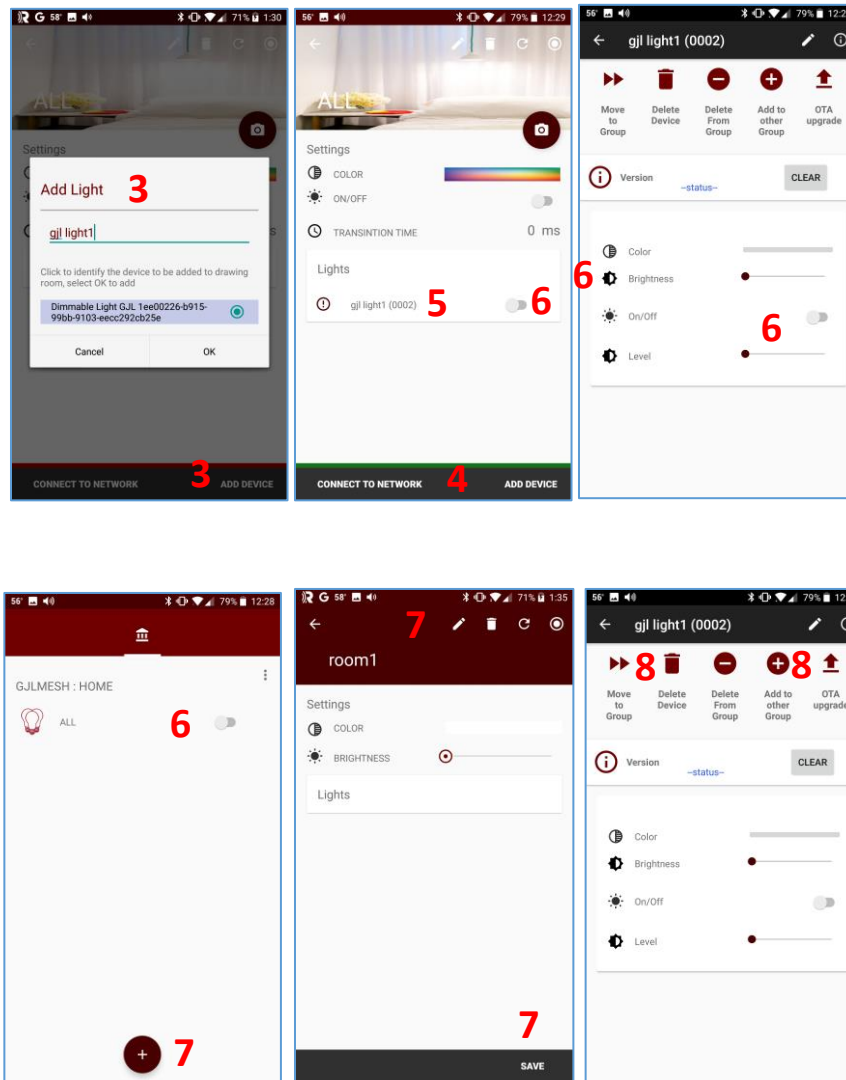 G 58° 71% 1:30
ALL
Settings
s
Add Light 3
gjl light1
Click to identify the device to be added to drawing
room, select OK to add
Dimmable Light GJL 1ee00226-b915-
99bb-9103-eecc292cb25e
Cancel OK
CONNECT TO NETWORK 3 ADD DEVICE
56° 79% 12:29
ALL
Settings
COLOR
ON/OFF
TRANSINTION TIME 0 ms
Lights
gjl light1 (0002) 5 6
CONNECT TO NETWORK 4 ADD DEVICE
56° 79% 12:2
gjl light1 (0002)
Move to Group
Delete Device
Delete From Group
Add to other Group
OTA upgrade
Version CLEAR
--status--
Color
6 Brightness
On/Off 6
Level
56° 79% 12:28
GJLMESH : HOME
ALL 6
+ 7
G 58° 71% 1:35
7
room1
Settings
COLOR
BRIGHTNESS
Lights
7
SAVE
56° 79% 12:
gjl light1 (0002)
8 8
Move to Group
Delete Device
Delete From Group
Add to other Group
OTA upgrade
Version CLEAR
--status--
Color
Brightness
On/Off
Level